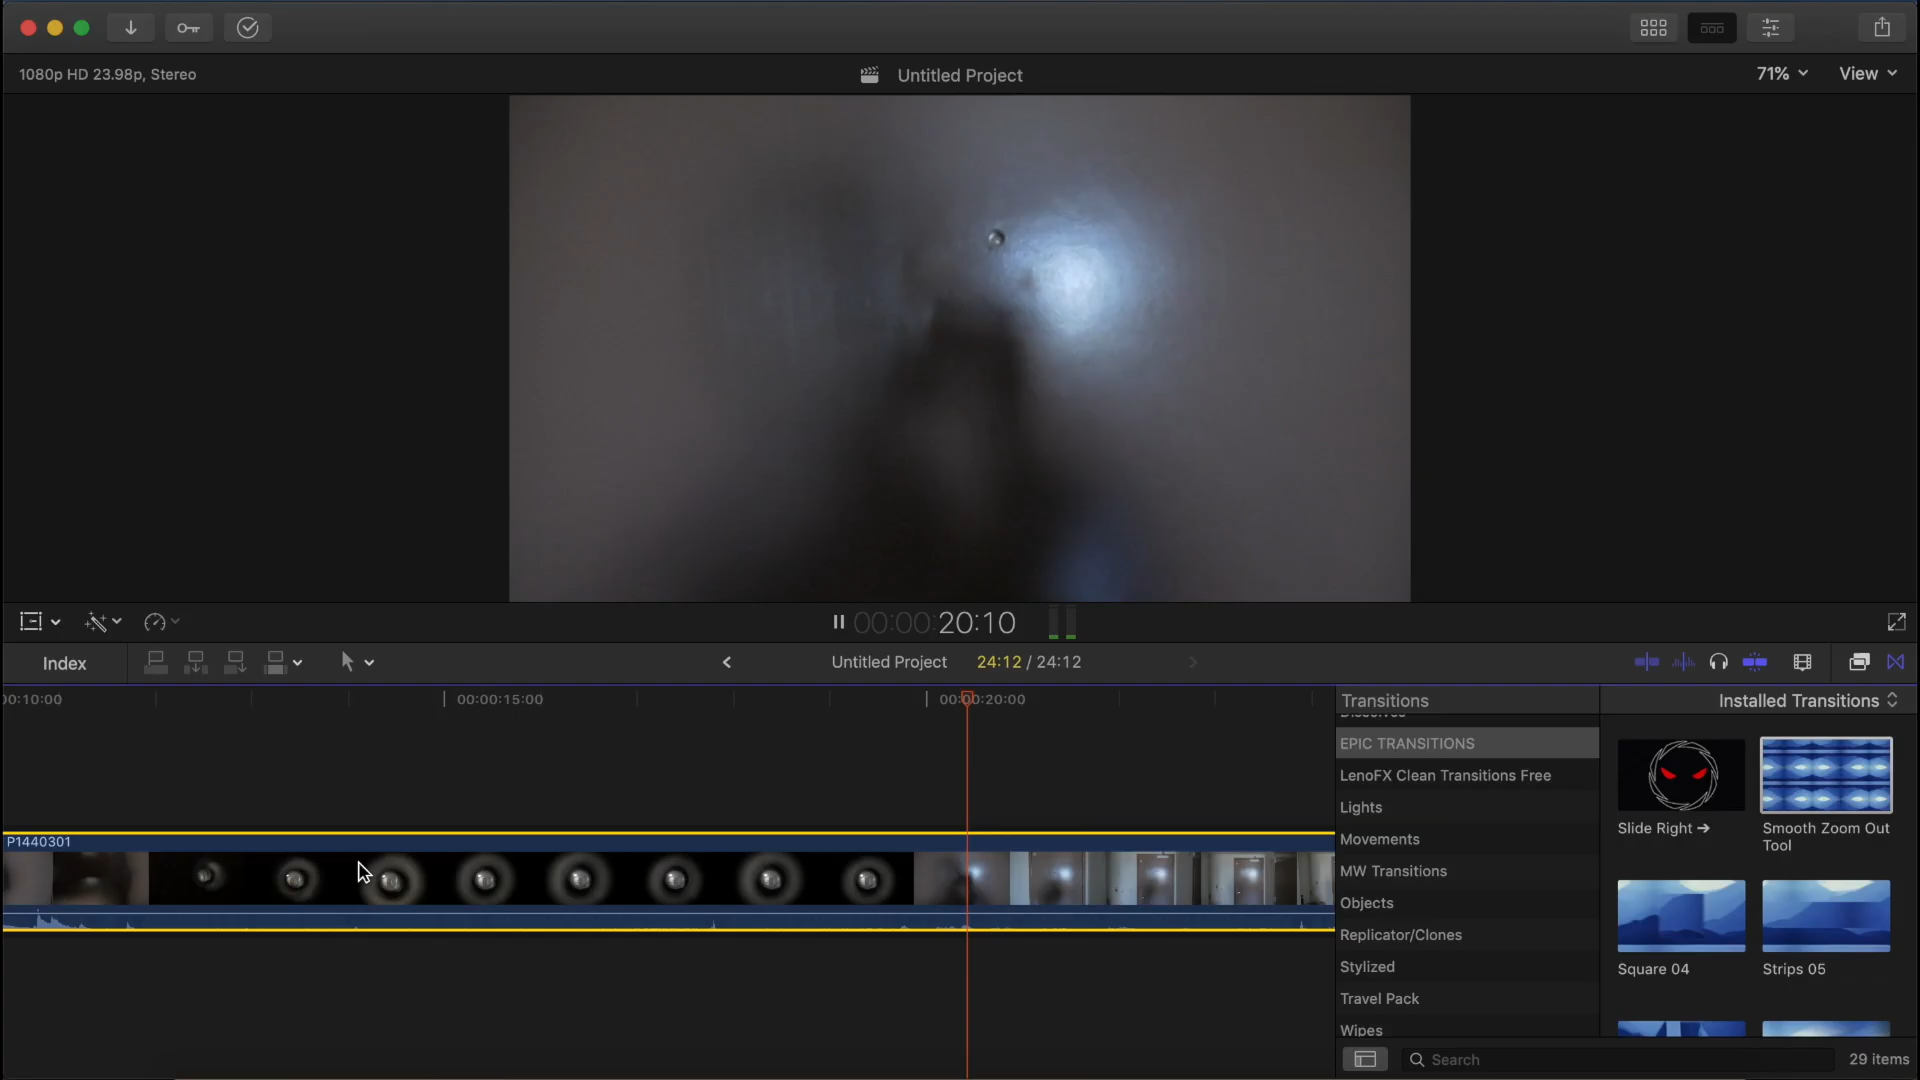 1080p HD 23.98p, Stereo
Untitled Project
71%
View
00:00:20:10
Index
Untitled Project
24:12 / 24:12
00:10:00
00:00:15:00
00:00:20:00
Transitions
Installed Transitions
Dissolves
EPIC TRANSITIONS
LenoFX Clean Transitions Free
Lights
Movements
MW Transitions
Objects
Replicator/Clones
Stylized
Travel Pack
Wipes
Slide Right →
Smooth Zoom Out
Tool
Square 04
Strips 05
P1440301
Search
29 items